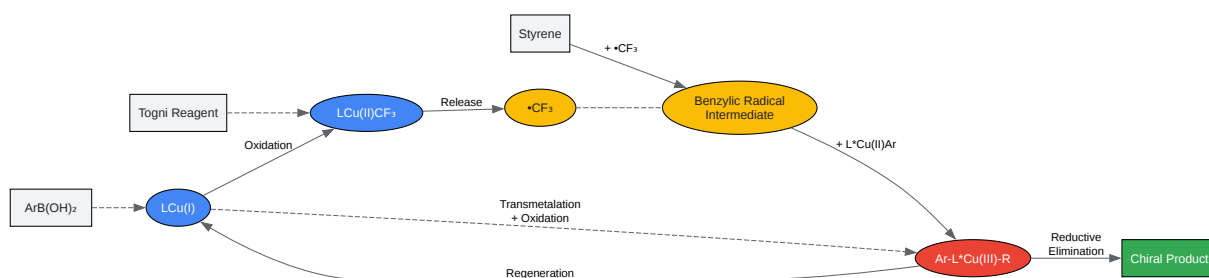 Styrene
+ •CF₃
Togni Reagent
LCu(II)CF₃
Release
•CF₃
Benzylic Radical
Intermediate
Oxidation
+ L*Cu(II)Ar
ArB(OH)₂
LCu(I)
Transmetalation
+ Oxidation
Ar-L*Cu(III)-R
Reductive
Elimination
Chiral Product
Regeneration